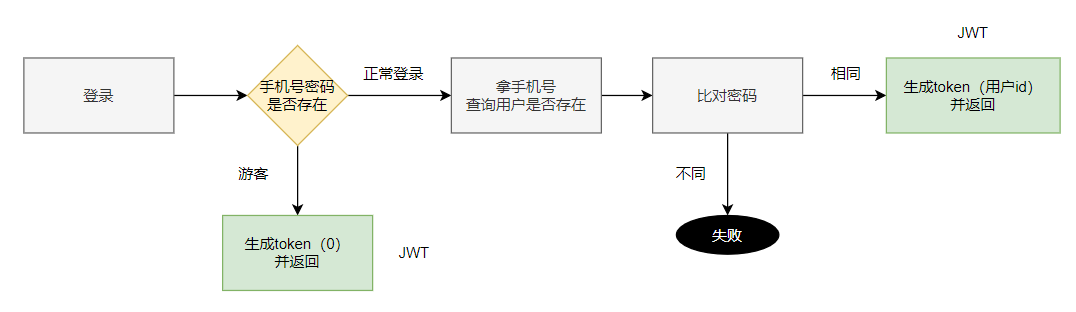 JWT
登录
手机号密码
是否存在
正常登录
拿手机号
查询用户是否存在
比对密码
相同
生成token（用户id）
并返回
游客
不同
生成token（0）
并返回
JWT
失败